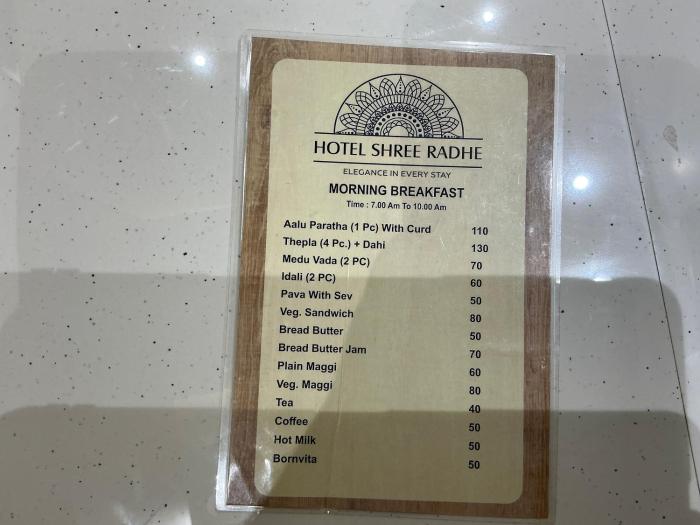 HOTEL SHREE RADHE
ELEGANCE IN EVERY STAY
MORNING BREAKFAST
Time : 7.00 Am To 10.00 Am
Aalu Paratha (1 Pc) With Curd 110
Thepla (4 Pc.) + Dahi 130
Medu Vada (2 PC) 70
Idali (2 PC) 60
Pava With Sev 50
Veg. Sandwich 80
Bread Butter 50
Bread Butter Jam 70
Plain Maggi 60
Veg. Maggi 80
Tea 40
Coffee 50
Hot Milk 50
Bornvita 50